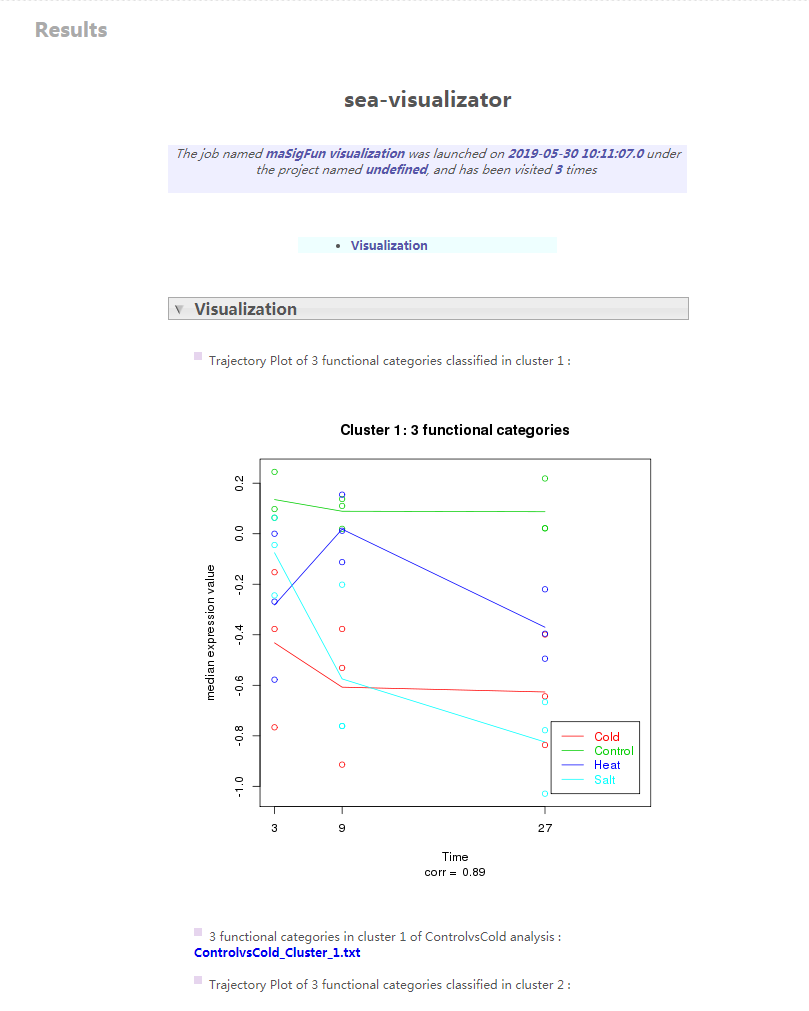 Results
sea-visualizator
The job named maSigFun visualization was launched on 2019-05-30 10:11:07.0 under
the project named undefined, and has been visited 3 times
Visualization
Visualization
Trajectory Plot of 3 functional categories classified in cluster 1 :
Cluster 1: 3 functional categories
median expression value
0.2
0.0
-0.2
-0.4
-0.6
-0.8
-1.0
Cold
Control
Heat
Salt
3 9 27
Time
corr = 0.89
3 functional categories in cluster 1 of ControlvsCold analysis :
ControlvsCold_Cluster_1.txt
Trajectory Plot of 3 functional categories classified in cluster 2 :